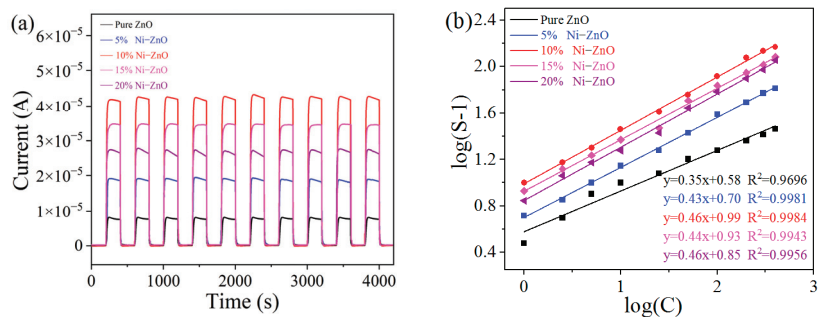 (a)
Pure ZnO
5% Ni−ZnO
10% Ni−ZnO
15% Ni−ZnO
20% Ni−ZnO
6×10⁻⁵
5×10⁻⁵
4×10⁻⁵
3×10⁻⁵
2×10⁻⁵
1×10⁻⁵
0
Current (A)
0 1000 2000 3000 4000
Time (s)
(b)
Pure ZnO
5% Ni−ZnO
10% Ni−ZnO
15% Ni−ZnO
20% Ni−ZnO
2.4
2.0
1.6
1.2
0.8
0.4
log(S-1)
y=0.35x+0.58 R²=0.9696
y=0.43x+0.70 R²=0.9981
y=0.46x+0.99 R²=0.9984
y=0.44x+0.93 R²=0.9943
y=0.46x+0.85 R²=0.9956
0 1 2 3
log(C)